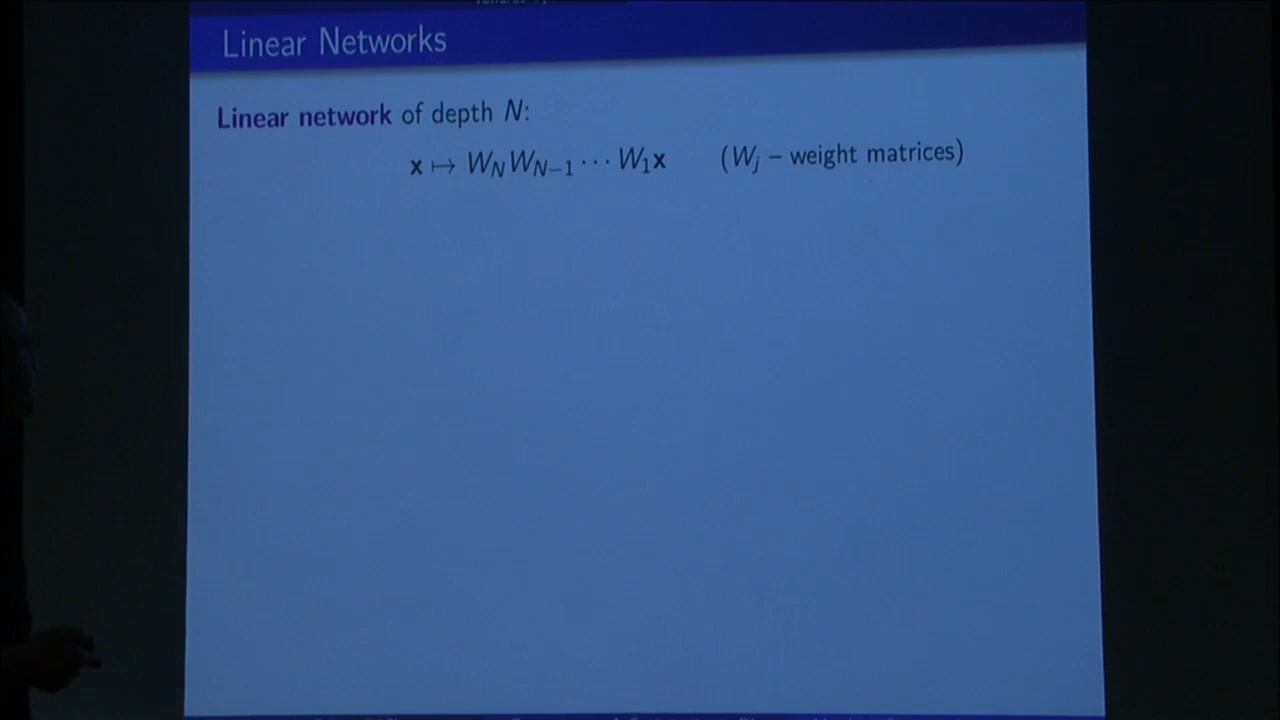 Linear Networks
Linear network of depth N:
x ↦ W_N W_{N−1} ⋯ W_1 x (W_j – weight matrices)